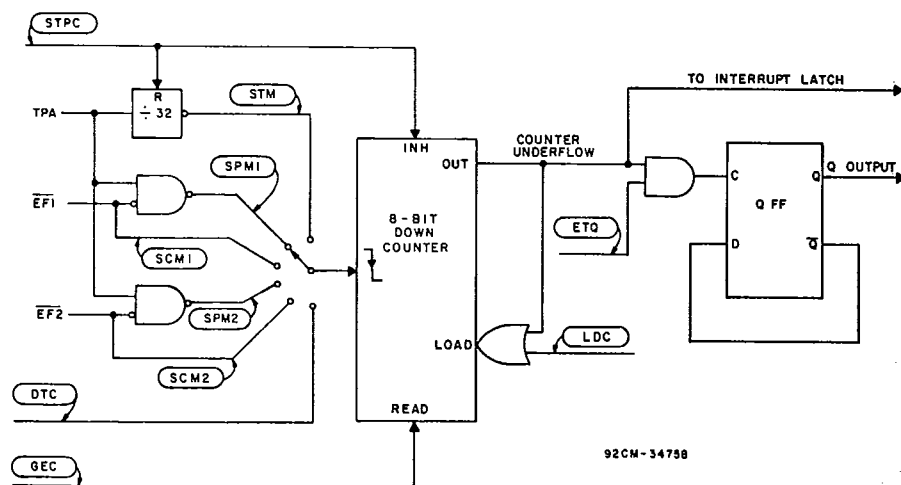 STPC
TO INTERRUPT LATCH
R
÷ 32
STM
TPA
INH
COUNTER
UNDERFLOW
OUT
SPM1
C
Q
Q OUTPUT
EF1
8-BIT
DOWN
COUNTER
Q FF
ETQ
SCM1
D
Q
EF2
SPM2
LOAD
LDC
SCM2
DTC
READ
GEC
92CM-34758